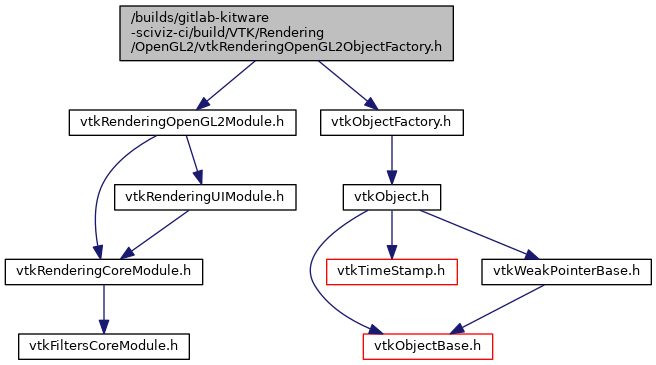 /builds/gitlab-kitware
-sciviz-ci/build/VTK/Rendering
/OpenGL2/vtkRenderingOpenGL2ObjectFactory.h
vtkRenderingOpenGL2Module.h
vtkObjectFactory.h
vtkRenderingUIModule.h
vtkObject.h
vtkRenderingCoreModule.h
vtkTimeStamp.h
vtkWeakPointerBase.h
vtkFiltersCoreModule.h
vtkObjectBase.h